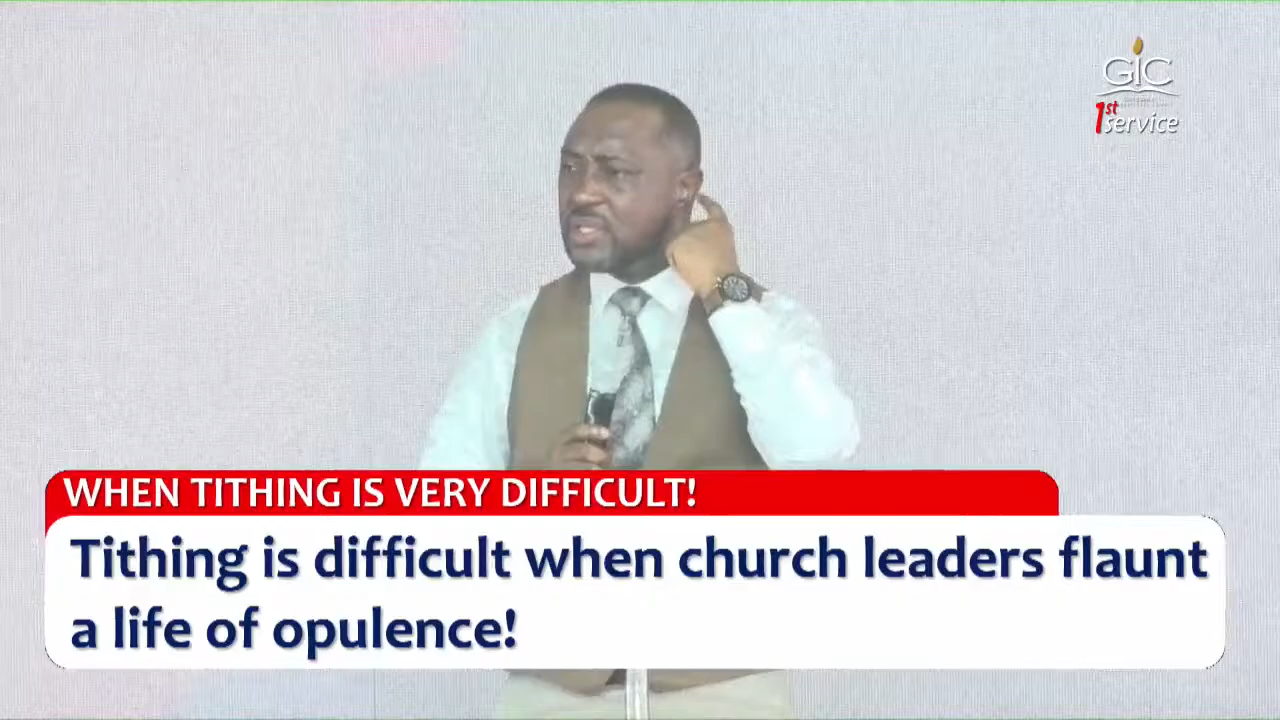 GIC
1st
service
WHEN TITHING IS VERY DIFFICULT!
Tithing is difficult when church leaders flaunt
a life of opulence!